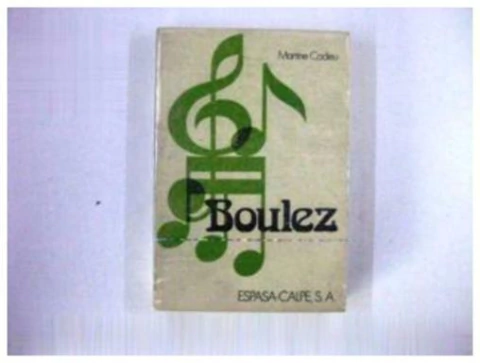 Martine Cadieu
Boulez
ESPASA-CALPE, S.A.